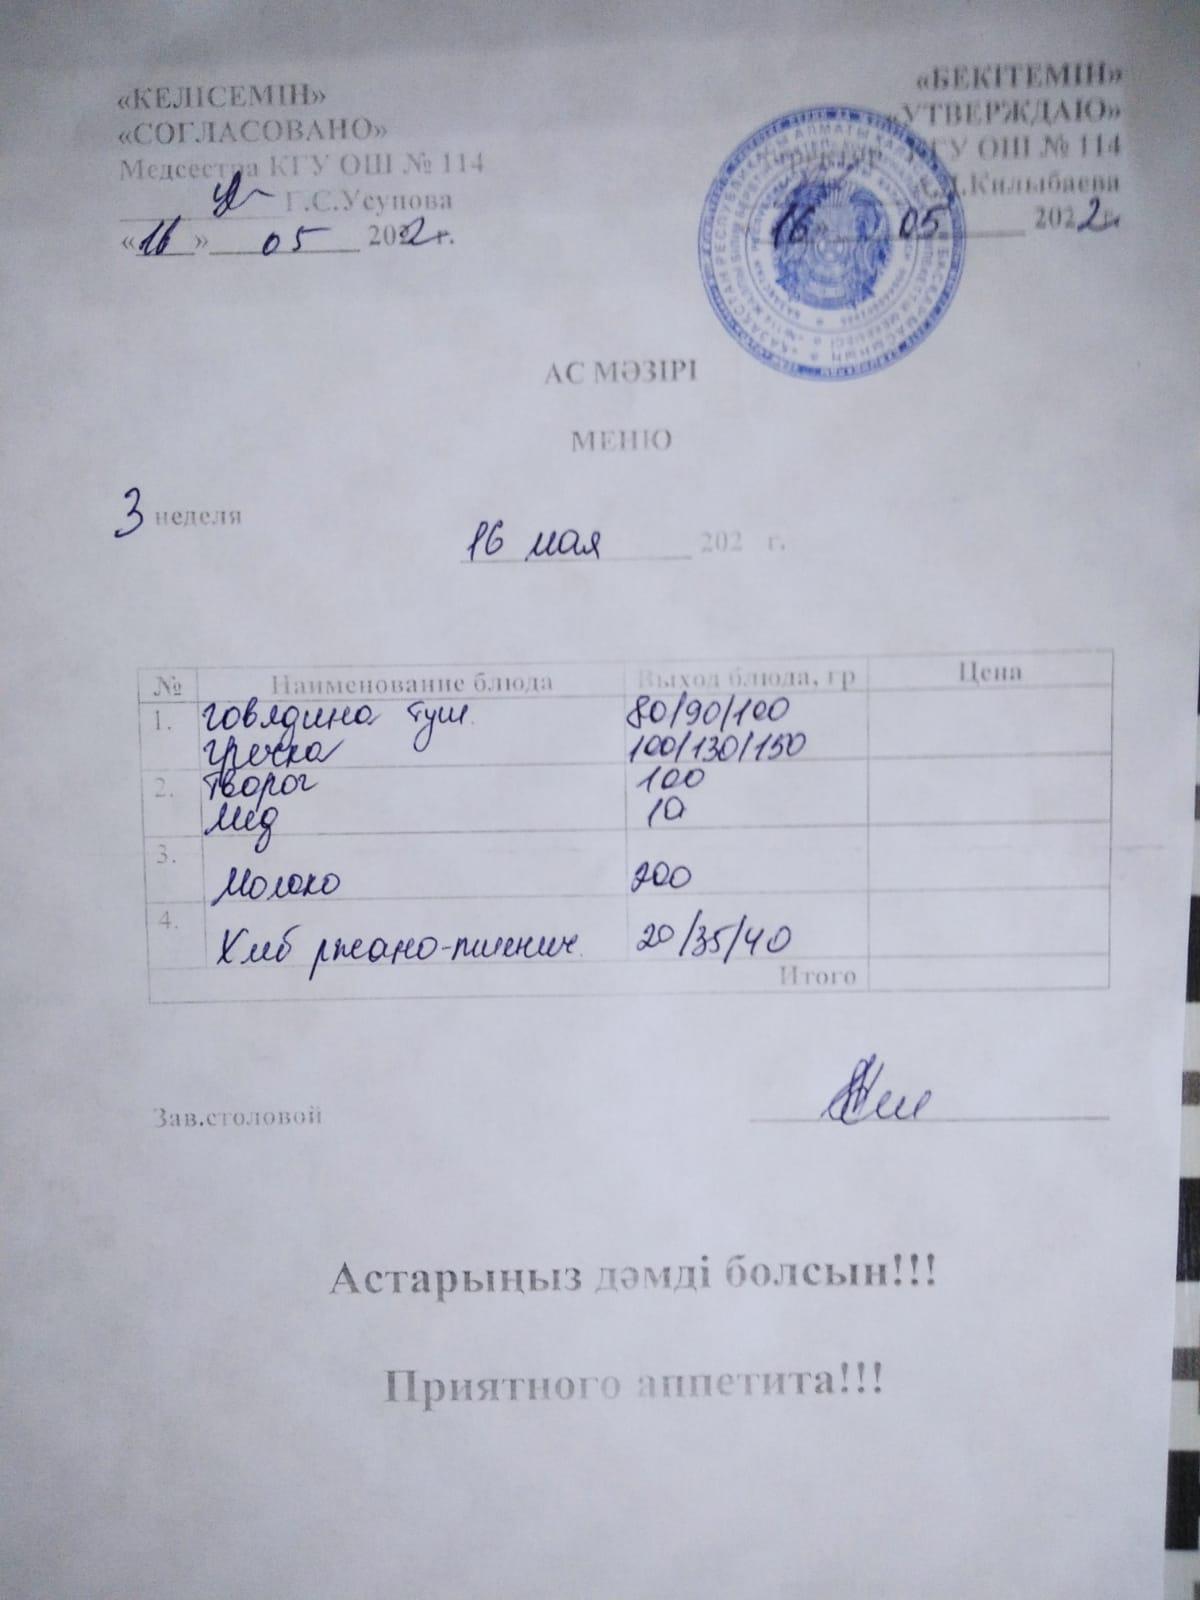 «КЕЛІСЕМІН»
«СОГЛАСОВАНО»
Медсестра КГУ ОШ № 114
Г.С.Усупова
«16» 05 2022 г.
«БЕКІТЕМІН»
«УТВЕРЖДАЮ»
Директор КГУ ОШ № 114
Килыбаева
16 05 2022 г.
АС МӘЗІРІ
МЕНЮ
3 неделя
16 мая 202 г.
№ Наименование блюда Выход блюда, гр Цена
1. говядина туш. 80/90/100
гречка 100/130/150
2. творог 100
мед 10
3.
Молоко 200
4.
Хлеб ржано-пшенич. 20/35/40
Итого
Зав.столовой
Астарыңыз дәмді болсын!!!
Приятного аппетита!!!